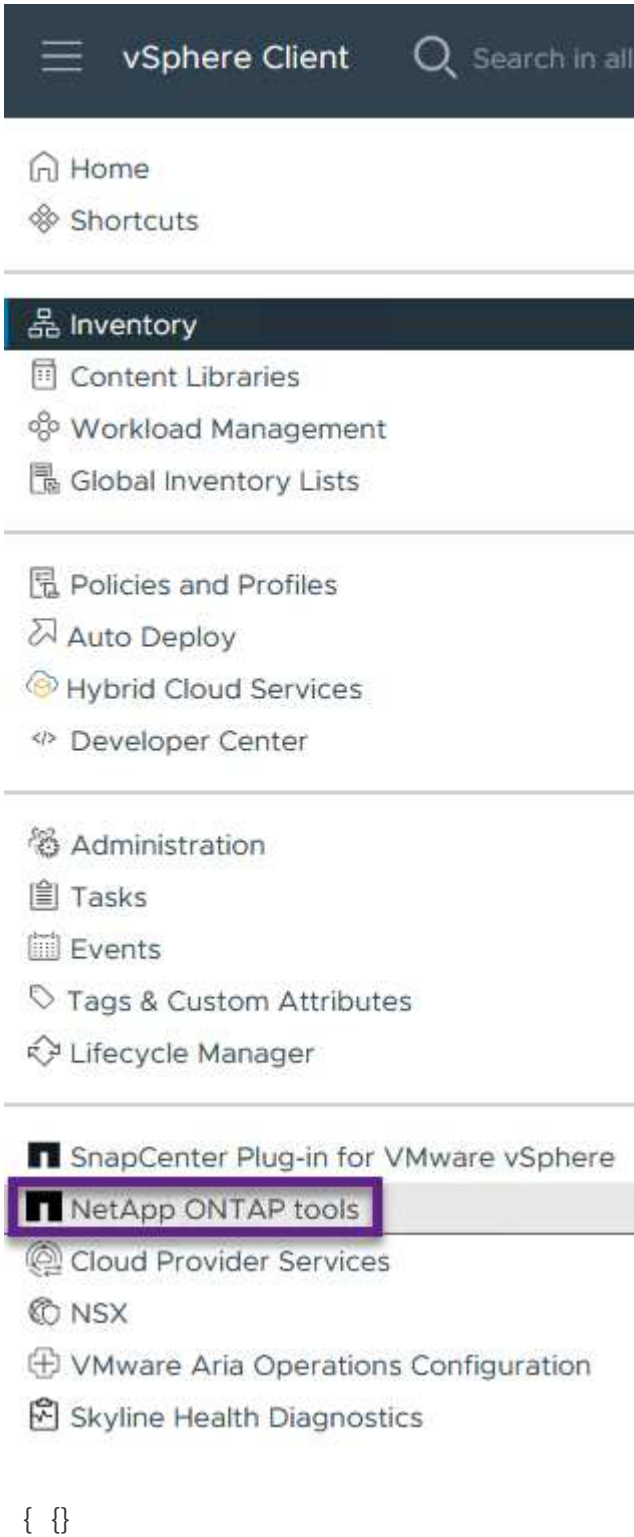 vSphere Client Search in all
Home
Shortcuts
Inventory
Content Libraries
Workload Management
Global Inventory Lists
Policies and Profiles
Auto Deploy
Hybrid Cloud Services
</> Developer Center
Administration
Tasks
Events
Tags & Custom Attributes
Lifecycle Manager
SnapCenter Plug-in for VMware vSphere
NetApp ONTAP tools
Cloud Provider Services
NSX
VMware Aria Operations Configuration
Skyline Health Diagnostics
{ {}